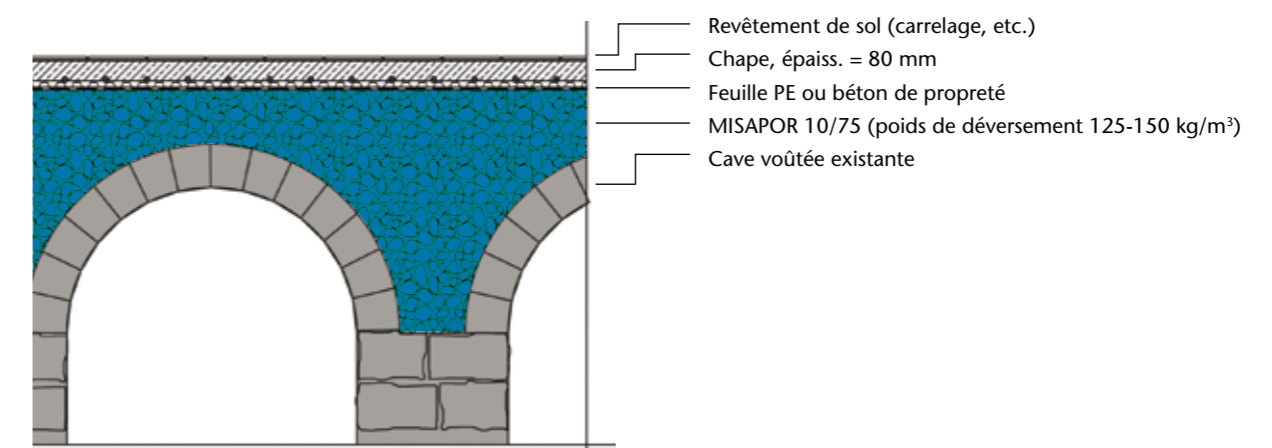 Revêtement de sol (carrelage, etc.)
Chape, épaiss. = 80 mm
Feuille PE ou béton de propreté
MISAPOR 10/75 (poids de déversement 125-150 kg/m³)
Cave voûtée existante